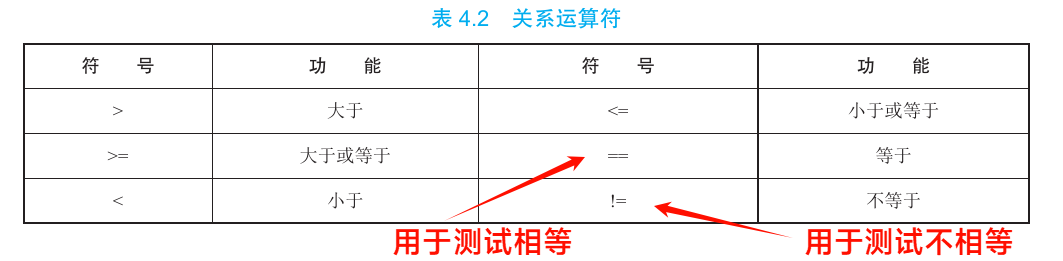 表 4.2 关系运算符
符 号 功 能 符 号 功 能
> 大于 <= 小于或等于
>= 大于或等于 == 等于
< 小于 != 不等于
用于测试相等 用于测试不相等